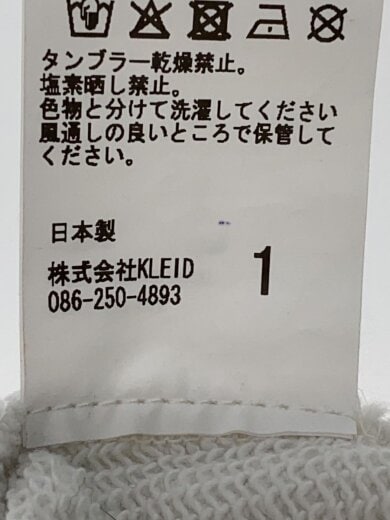 タンブラー乾燥禁止。
塩素晒し禁止。
色物と分けて洗濯してください
風通しの良いところで保管して
ください。
日本製
株式会社KLEID
086-250-4893
1